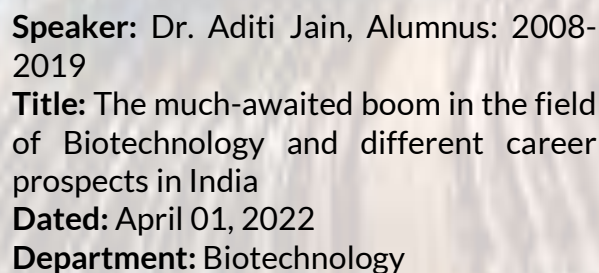 Speaker: Dr. Aditi Jain, Alumnus: 2008-
2019
Title: The much-awaited boom in the field
of Biotechnology and different career
prospects in India
Dated: April 01, 2022
Department: Biotechnology